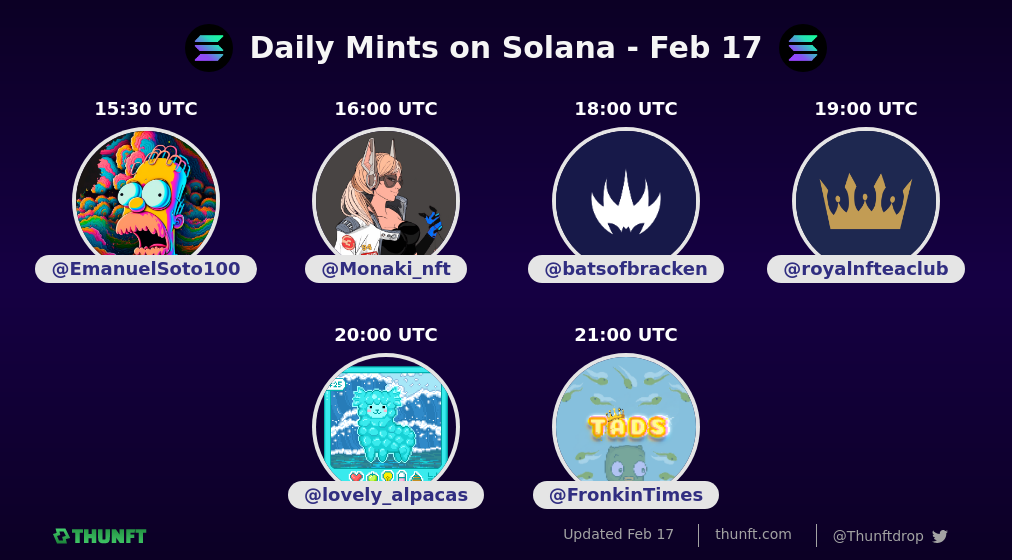 Daily Mints on Solana - Feb 17
15:30 UTC
16:00 UTC
18:00 UTC
19:00 UTC
@EmanuelSoto100
@Monaki_nft
@batsofbracken
@royalnfteaclub
20:00 UTC
21:00 UTC
25
TADS
@lovely_alpacas
@FronkinTimes
THUNFT
Updated Feb 17
thunft.com
@Thunftdrop